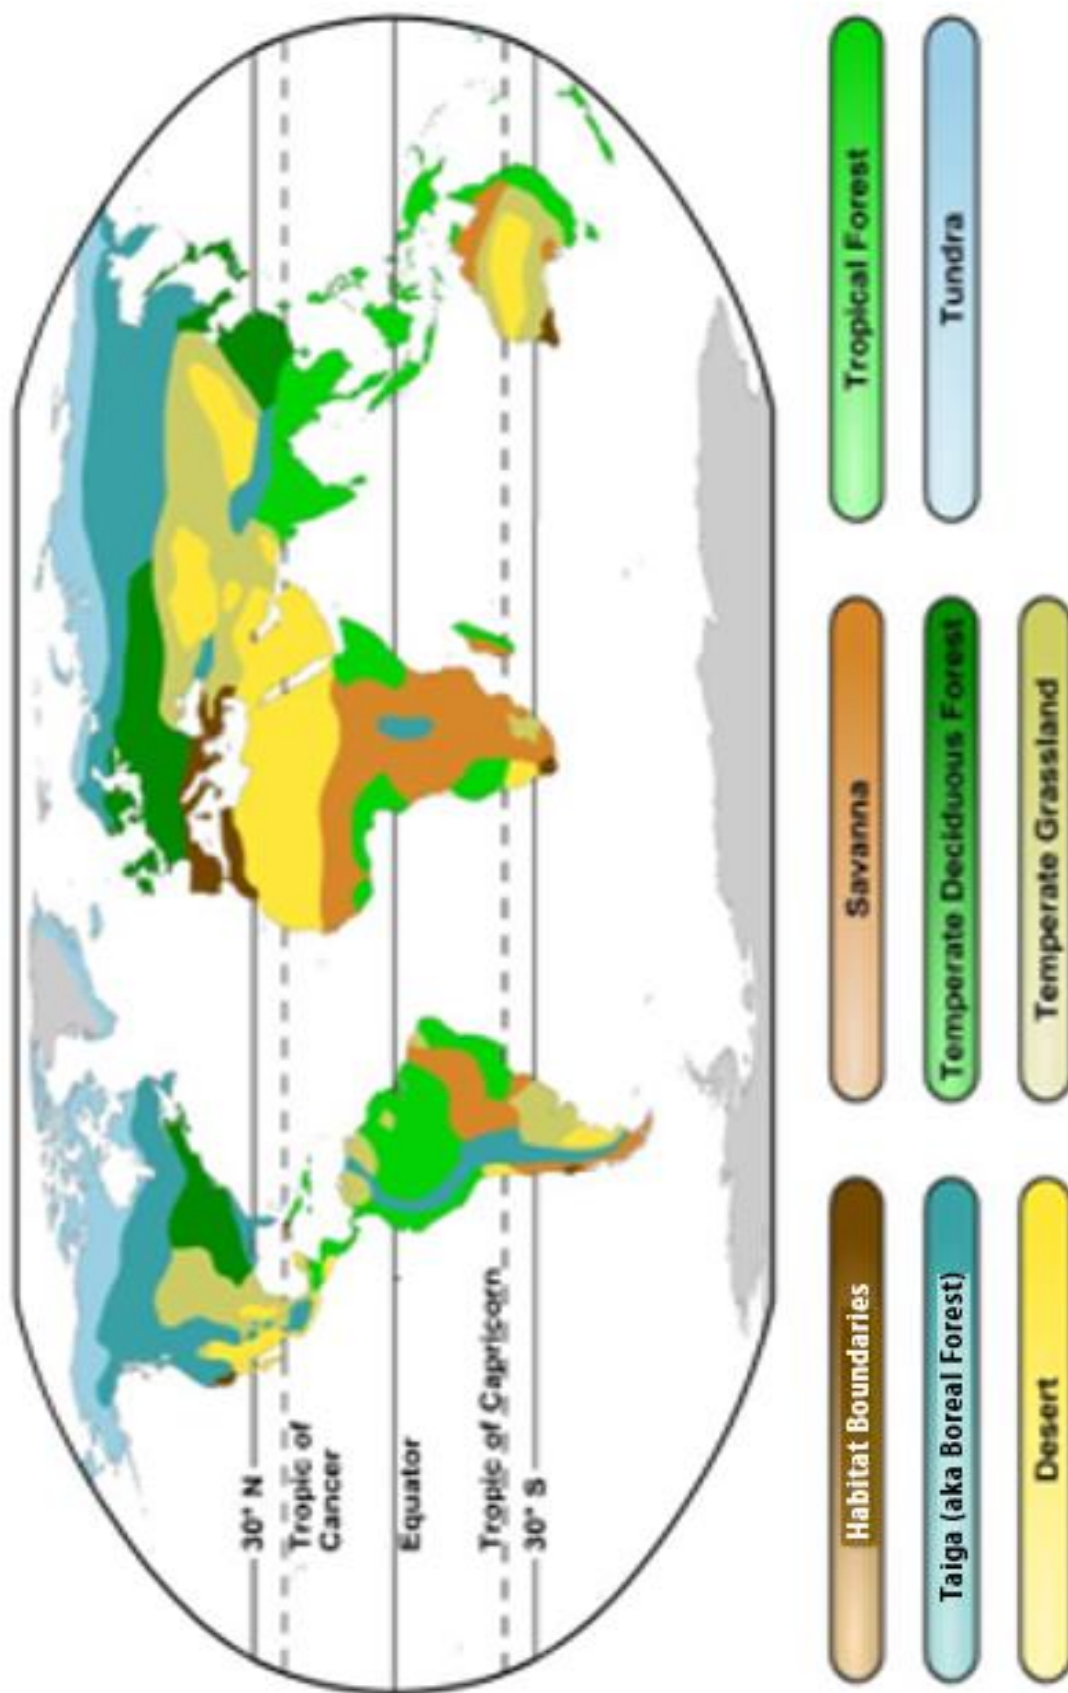 30° N
Tropic of
Cancer
Equator
Tropic of Capricorn
30° S
Habitat Boundaries
Savanna
Tropical Forest
Taiga (aka Boreal Forest)
Temperate Deciduous Forest
Tundra
Desert
Temperate Grassland